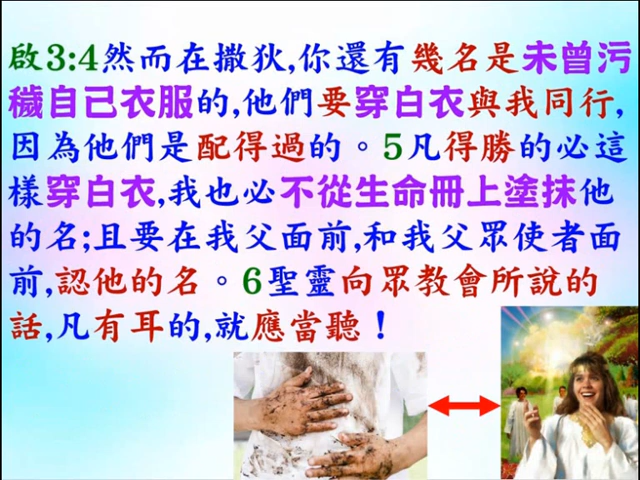 啟3:4然而在撒狄,你還有幾名是未曾污
穢自己衣服的,他們要穿白衣與我同行,
因為他們是配得過的。5凡得勝的必這
樣穿白衣,我也必不從生命冊上塗抹他
的名;且要在我父面前,和我父眾使者面
前,認他的名。6聖靈向眾教會所說的
話,凡有耳的,就應當聽!